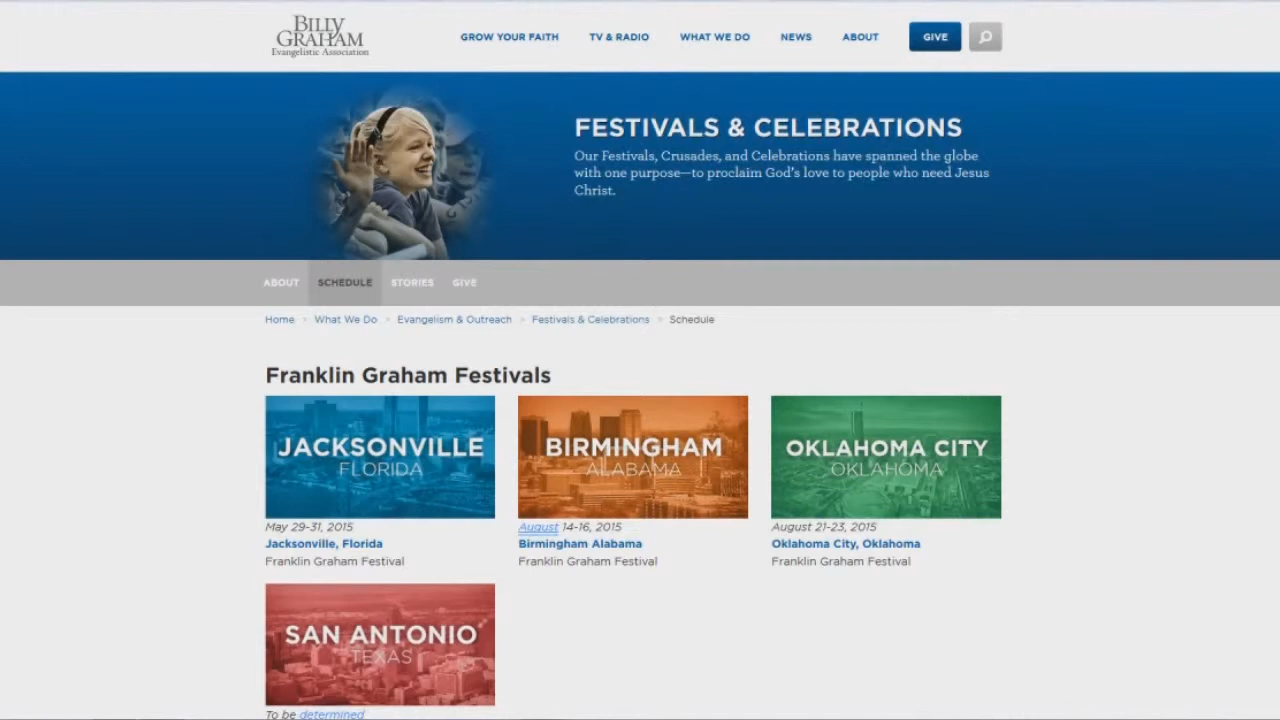 BILLY
GRAHAM
Evangelistic Association
GROW YOUR FAITH TV & RADIO WHAT WE DO NEWS ABOUT GIVE
FESTIVALS & CELEBRATIONS
Our Festivals, Crusades, and Celebrations have spanned the globe
with one purpose—to proclaim God's love to people who need Jesus
Christ.
ABOUT SCHEDULE STORIES GIVE
Home > What We Do > Evangelism & Outreach > Festivals & Celebrations > Schedule
Franklin Graham Festivals
JACKSONVILLE
FLORIDA
May 29-31, 2015
Jacksonville, Florida
Franklin Graham Festival
BIRMINGHAM
ALABAMA
August 14-16, 2015
Birmingham Alabama
Franklin Graham Festival
OKLAHOMA CITY
OKLAHOMA
August 21-23, 2015
Oklahoma City, Oklahoma
Franklin Graham Festival
SAN ANTONIO
TEXAS
To be determined